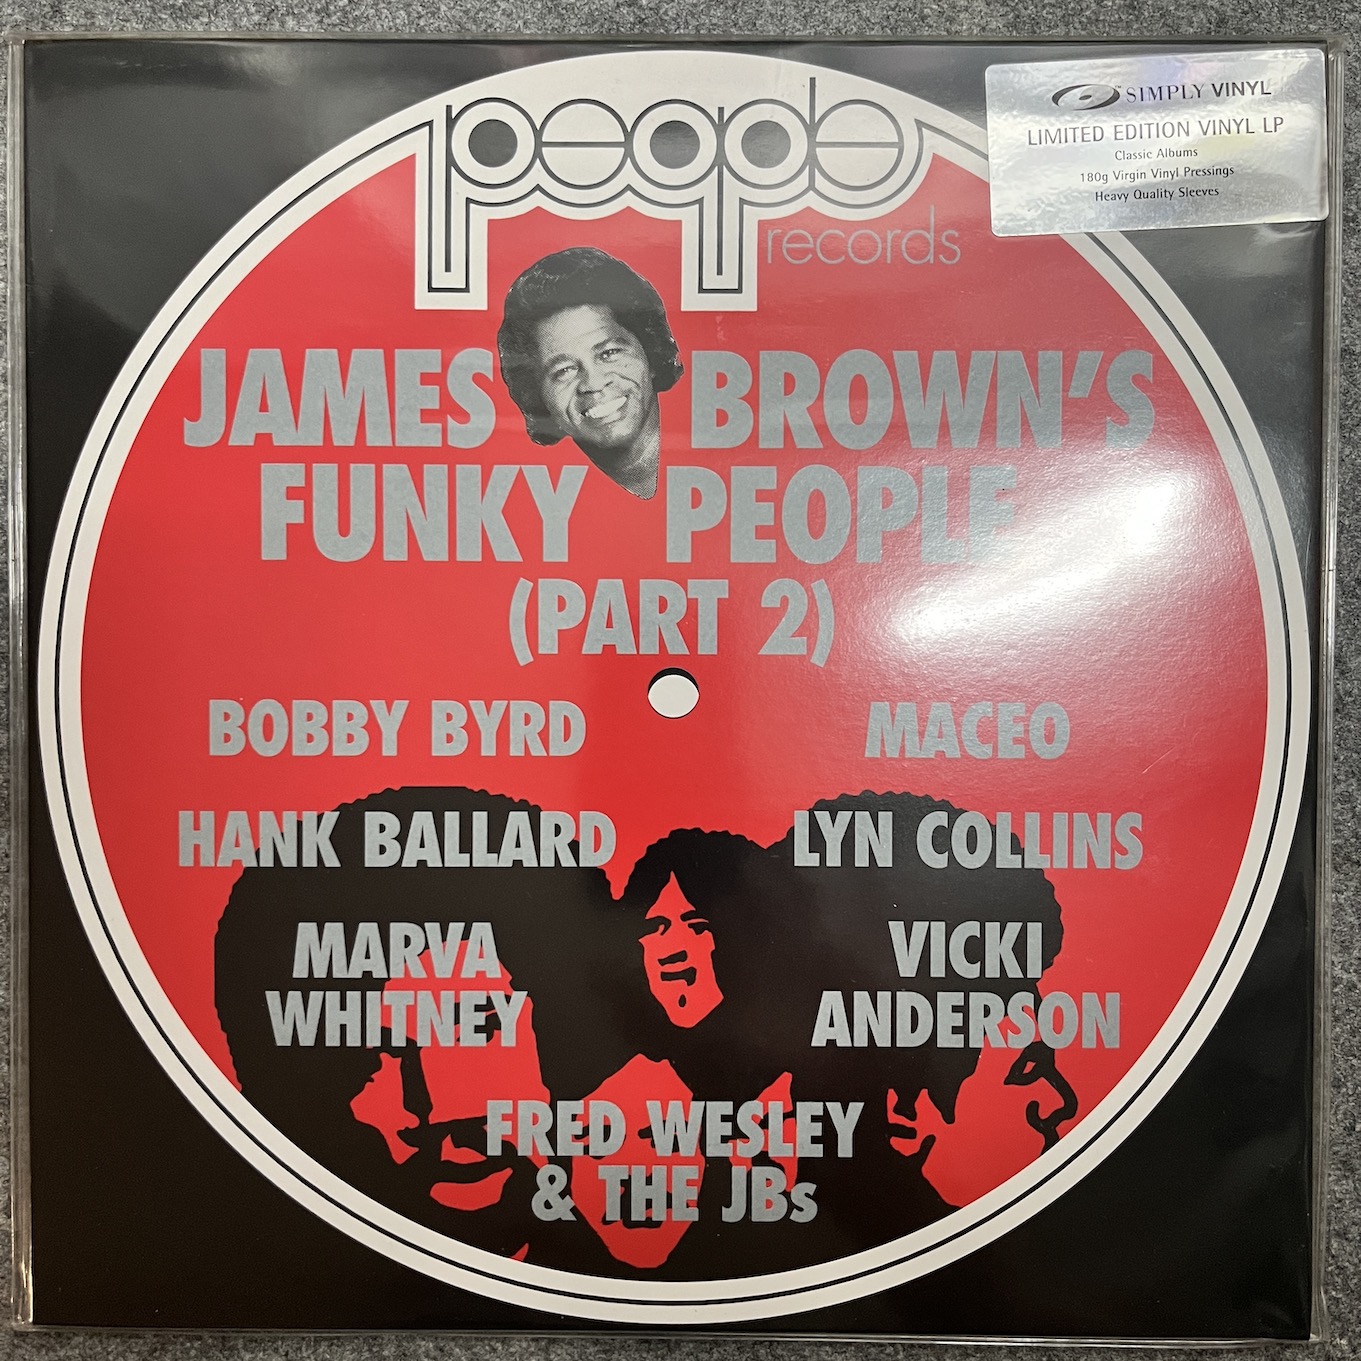 people
records
SIMPLY VINYL
LIMITED EDITION VINYL LP
Classic Albums
180g Virgin Vinyl Pressings
Heavy Quality Sleeves
JAMES BROWN'S
FUNKY PEOPLE
(PART 2)
BOBBY BYRD
MACEO
HANK BALLARD
LYN COLLINS
MARVA
WHITNEY
VICKI
ANDERSON
FRED WESLEY
& THE JBs